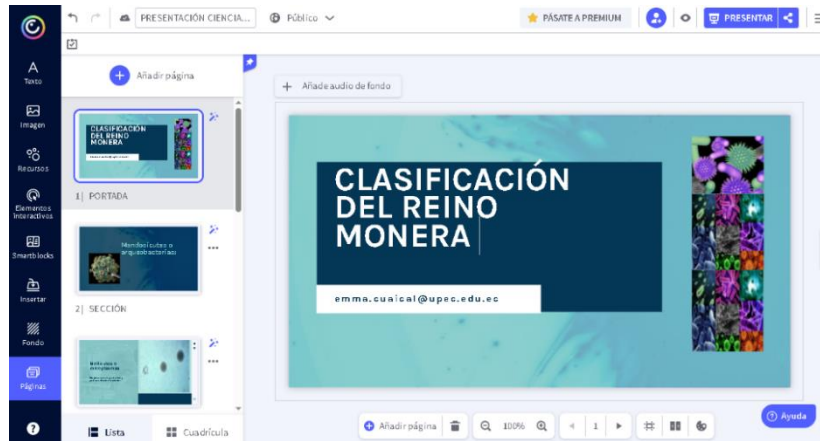 PRESENTACIÓN CIENCIA...
Público
PÁSATE A PREMIUM
PRESENTAR
A
Texto
Imagen
Recursos
Elementos
Interactivos
Smartblocks
Insertar
Fondo
Páginas
Añadir página
CLASIFICACIÓN
DEL REINO
MONERA
1| PORTADA
2| SECCIÓN
Lista
Cuadrícula
Añade audio de fondo
CLASIFICACIÓN
DEL REINO
MONERA
emma.cuaical@upec.edu.ec
Añadir página
100%
1
Ayuda